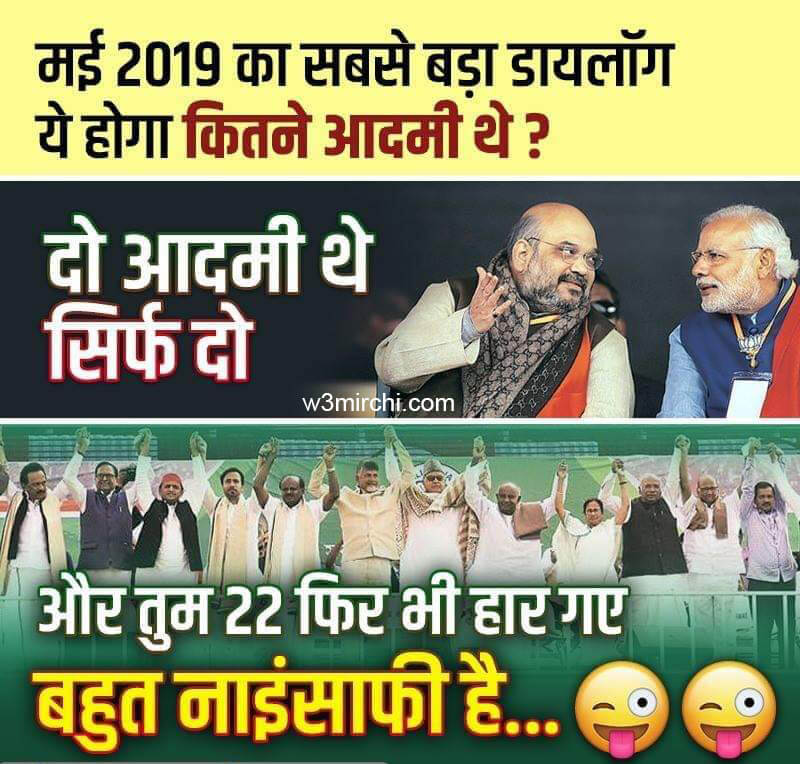 मई 2019 का सबसे बड़ा डायलॉग
ये होगा कितने आदमी थे ?
दो आदमी थे
सिर्फ दो
w3mirchi.com
और तुम 22 फिर भी हार गए
बहुत नाइंसाफी है...